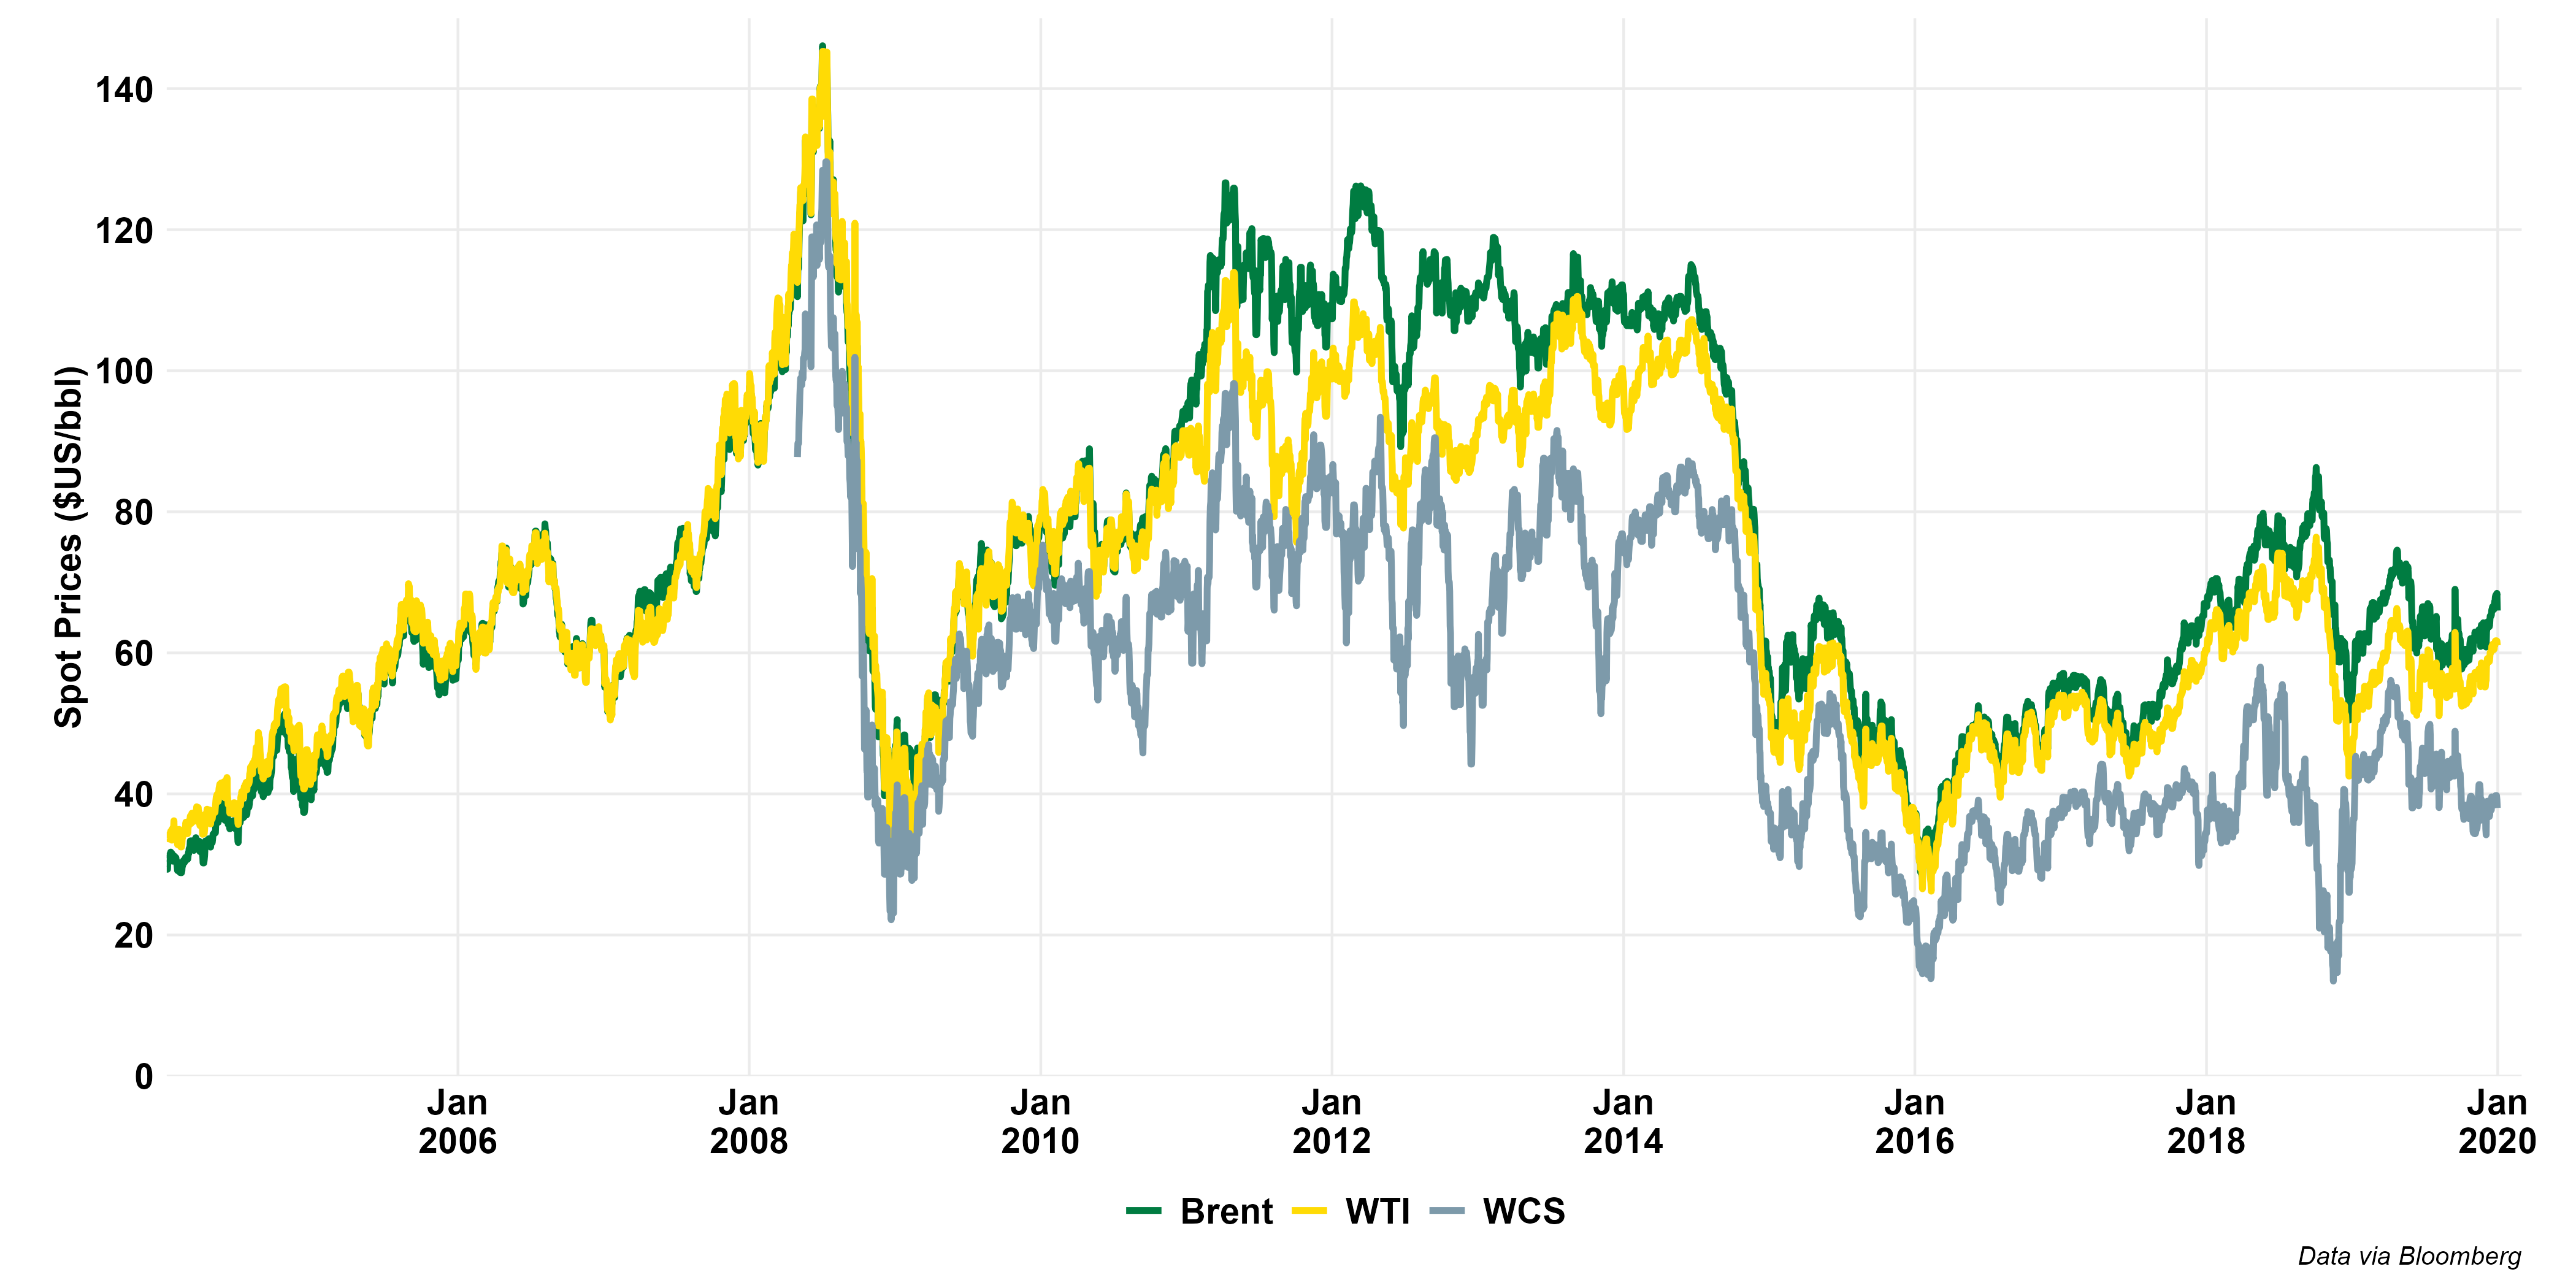 Spot Prices ($US/bbl)
140
120
100
80
60
40
20
0
Jan 2006
Jan 2008
Jan 2010
Jan 2012
Jan 2014
Jan 2016
Jan 2018
Jan 2020
Brent WTI WCS
Data via Bloomberg